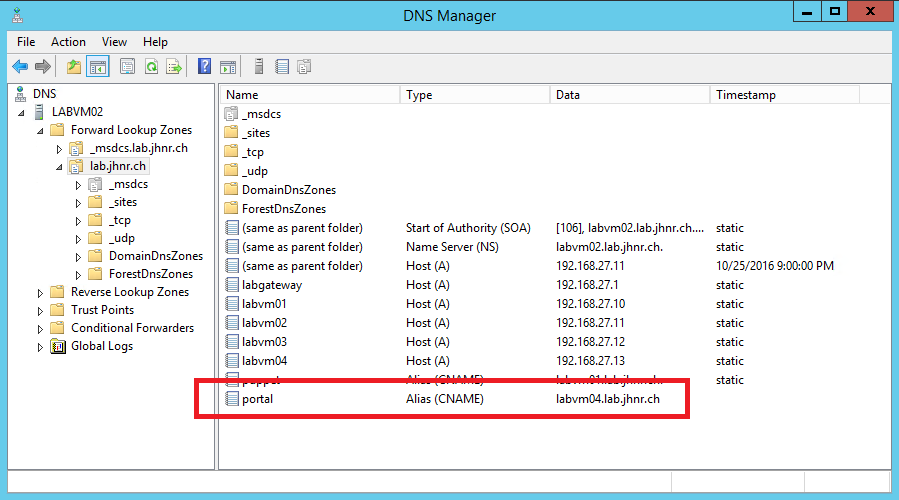 DNS Manager
File Action View Help
DNS
LABVM02
Forward Lookup Zones
_msdcs.lab.jhnr.ch
lab.jhnr.ch
_msdcs
_sites
_tcp
_udp
DomainDnsZones
ForestDnsZones
Reverse Lookup Zones
Trust Points
Conditional Forwarders
Global Logs
Name Type Data Timestamp
_msdcs
_sites
_tcp
_udp
DomainDnsZones
ForestDnsZones
(same as parent folder) Start of Authority (SOA) [106], labvm02.lab.jhnr.ch.... static
(same as parent folder) Name Server (NS) labvm02.lab.jhnr.ch. static
(same as parent folder) Host (A) 192.168.27.11 10/25/2016 9:00:00 PM
labgateway Host (A) 192.168.27.1 static
labvm01 Host (A) 192.168.27.10 static
labvm02 Host (A) 192.168.27.11 static
labvm03 Host (A) 192.168.27.12 static
labvm04 Host (A) 192.168.27.13 static
puppet Alias (CNAME) labvm01.lab.jhnr.ch. static
portal Alias (CNAME) labvm04.lab.jhnr.ch